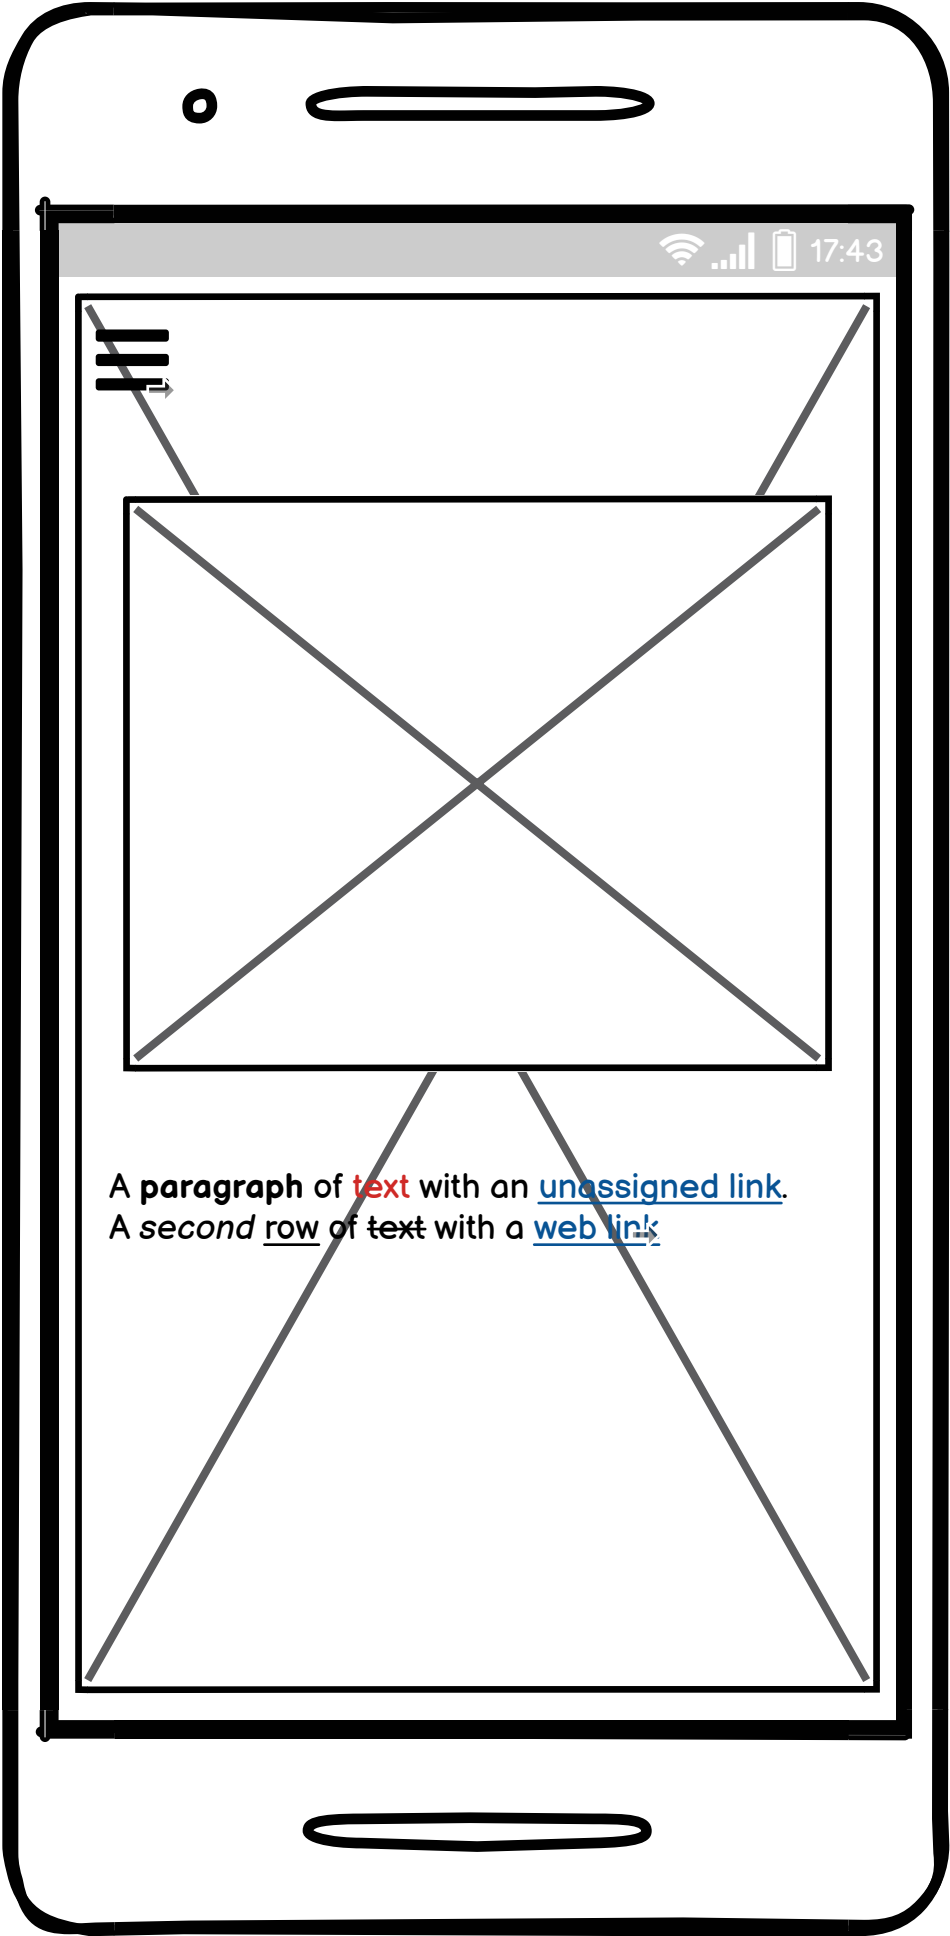 17:43
A paragraph of text with an unassigned link.
A second row of text with a web link